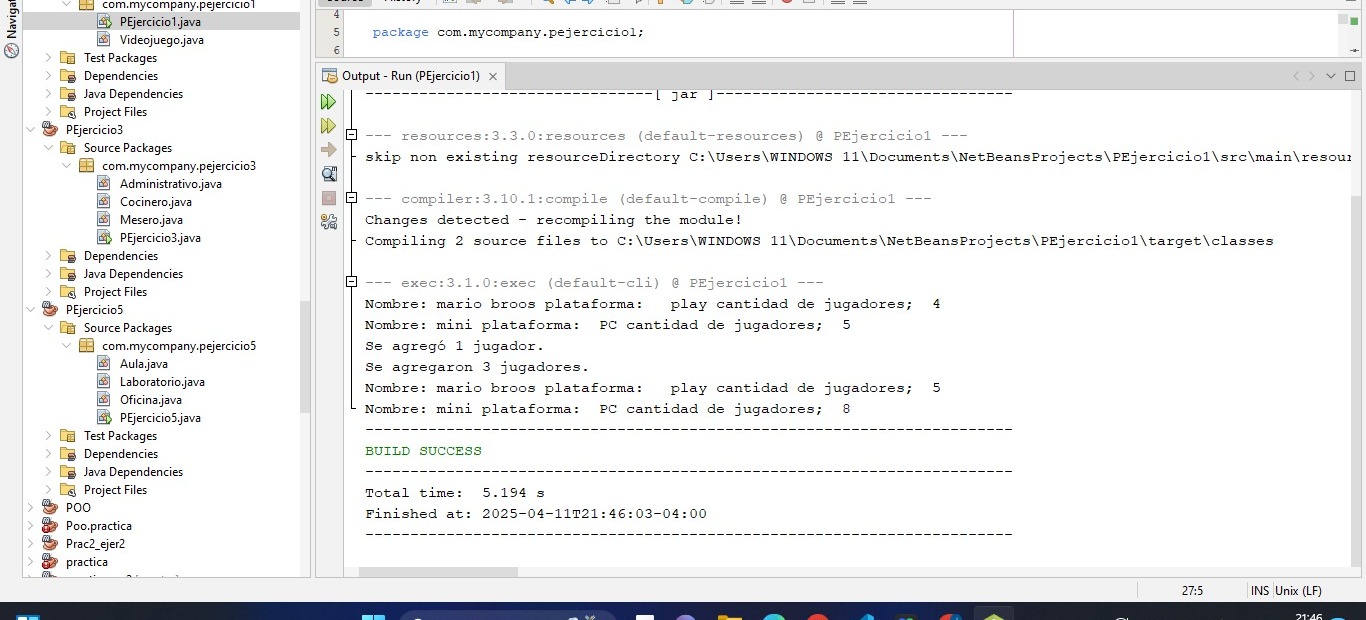 Navigat
com.mycompany.pejercicio1
PEjercicio1.java
Videojuego.java
Test Packages
Dependencies
Java Dependencies
Project Files
PEjercicio3
Source Packages
com.mycompany.pejercicio3
Administrativo.java
Cocinero.java
Mesero.java
PEjercicio3.java
Dependencies
Java Dependencies
Project Files
PEjercicio5
Source Packages
com.mycompany.pejercicio5
Aula.java
Laboratorio.java
Oficina.java
PEjercicio5.java
Test Packages
Dependencies
Java Dependencies
Project Files
POO
Poo.practica
Prac2_ejer2
practica
4
5 package com.mycompany.pejercicio1;
6
Output - Run (PEjercicio1)
--------------------------------[ jar ]---------------------------------
--- resources:3.3.0:resources (default-resources) @ PEjercicio1 ---
skip non existing resourceDirectory C:\Users\WINDOWS 11\Documents\NetBeansProjects\PEjercicio1\src\main\resour
--- compiler:3.10.1:compile (default-compile) @ PEjercicio1 ---
Changes detected - recompiling the module!
Compiling 2 source files to C:\Users\WINDOWS 11\Documents\NetBeansProjects\PEjercicio1\target\classes
--- exec:3.1.0:exec (default-cli) @ PEjercicio1 ---
Nombre: mario broos plataforma:   play cantidad de jugadores;  4
Nombre: mini plataforma:  PC cantidad de jugadores;  5
Se agregó 1 jugador.
Se agregaron 3 jugadores.
Nombre: mario broos plataforma:   play cantidad de jugadores;  5
Nombre: mini plataforma:  PC cantidad de jugadores;  8
------------------------------------------------------------------------
BUILD SUCCESS
------------------------------------------------------------------------
Total time:  5.194 s
Finished at: 2025-04-11T21:46:03-04:00
------------------------------------------------------------------------
27:5
INS
Unix (LF)
21:46